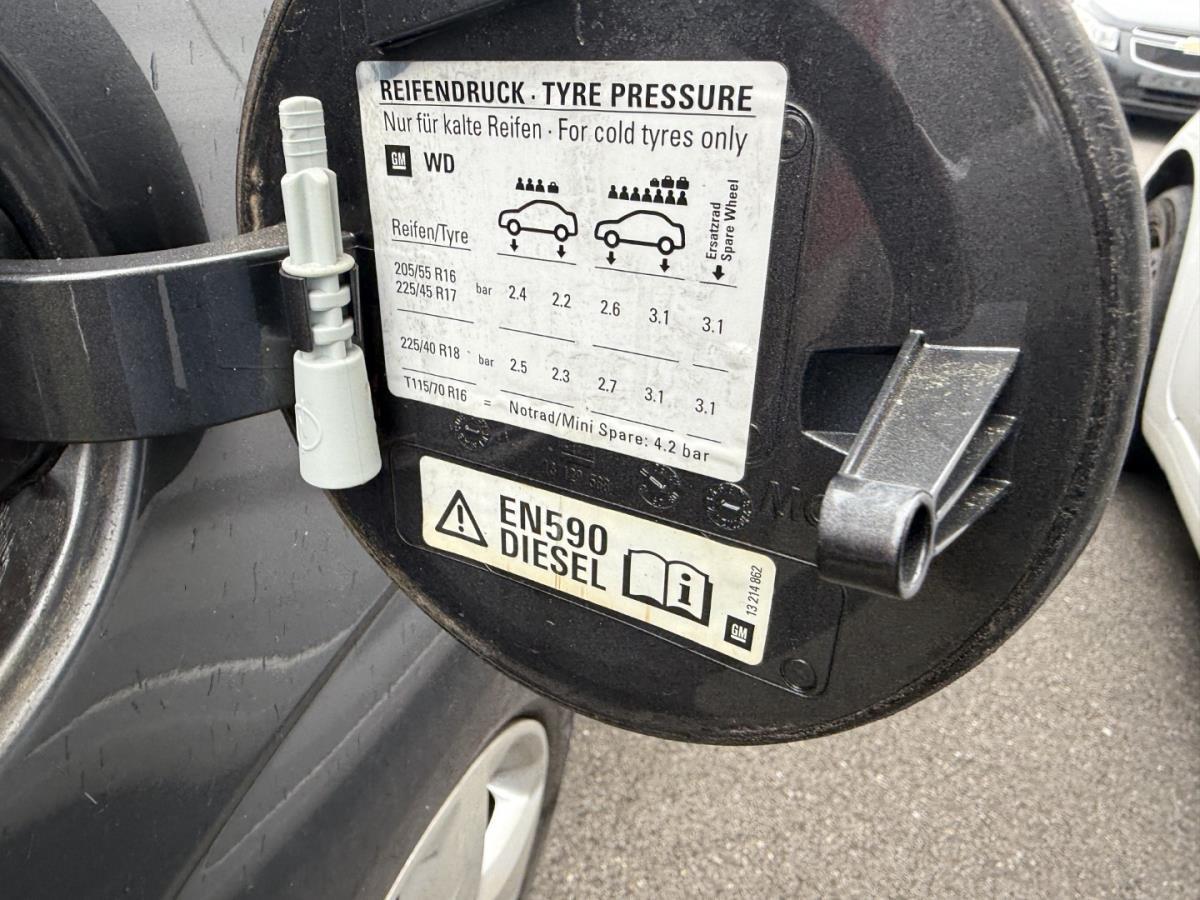 REIFENDRUCK · TYRE PRESSURE
Nur für kalte Reifen · For cold tyres only
GM WD
Ersatzrad
Spare Wheel
Reifen/Tyre
205/55 R16
225/45 R17 bar 2.4 2.2 2.6 3.1 3.1
225/40 R18 bar 2.5 2.3 2.7 3.1 3.1
T115/70 R16 = Notrad/Mini Spare: 4.2 bar
EN590
DIESEL
i
13 214 862
GM